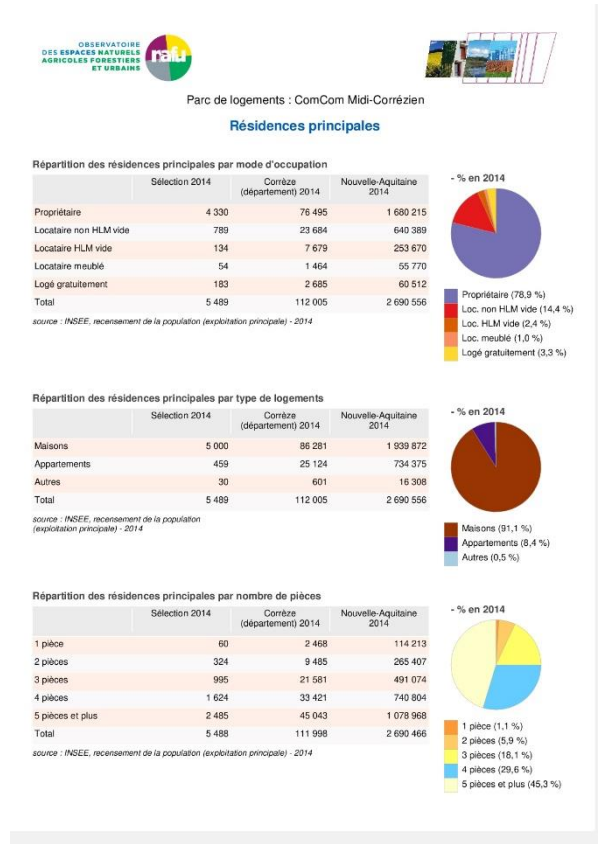 OBSERVATOIRE
DES ESPACES NATURELS
AGRICOLES FORESTIERS
ET URBAINS
rafu
Parc de logements : ComCom Midi-Corrézien
Résidences principales
Répartition des résidences principales par mode d'occupation
Sélection 2014 Corrèze (département) 2014 Nouvelle-Aquitaine 2014
Propriétaire 4 330 76 495 1 680 215
Locataire non HLM vide 789 23 684 640 389
Locataire HLM vide 134 7 679 253 670
Locataire meublé 54 1 464 55 770
Logé gratuitement 183 2 685 60 512
Total 5 489 112 005 2 690 556
source : INSEE, recensement de la population (exploitation principale) - 2014
- % en 2014
Propriétaire (78,9 %)
Loc. non HLM vide (14,4 %)
Loc. HLM vide (2,4 %)
Loc. meublé (1,0 %)
Logé gratuitement (3,3 %)
Répartition des résidences principales par type de logements
Sélection 2014 Corrèze (département) 2014 Nouvelle-Aquitaine 2014
Maisons 5 000 86 281 1 939 872
Appartements 459 25 124 734 375
Autres 30 601 16 308
Total 5 489 112 005 2 690 556
source : INSEE, recensement de la population
(exploitation principale) - 2014
- % en 2014
Maisons (91,1 %)
Appartements (8,4 %)
Autres (0,5 %)
Répartition des résidences principales par nombre de pièces
Sélection 2014 Corrèze (département) 2014 Nouvelle-Aquitaine 2014
1 pièce 60 2 468 114 213
2 pièces 324 9 485 265 407
3 pièces 995 21 581 491 074
4 pièces 1 624 33 421 740 804
5 pièces et plus 2 485 45 043 1 078 968
Total 5 488 111 998 2 690 466
source : INSEE, recensement de la population (exploitation principale) - 2014
- % en 2014
1 pièce (1,1 %)
2 pièces (5,9 %)
3 pièces (18,1 %)
4 pièces (29,6 %)
5 pièces et plus (45,3 %)